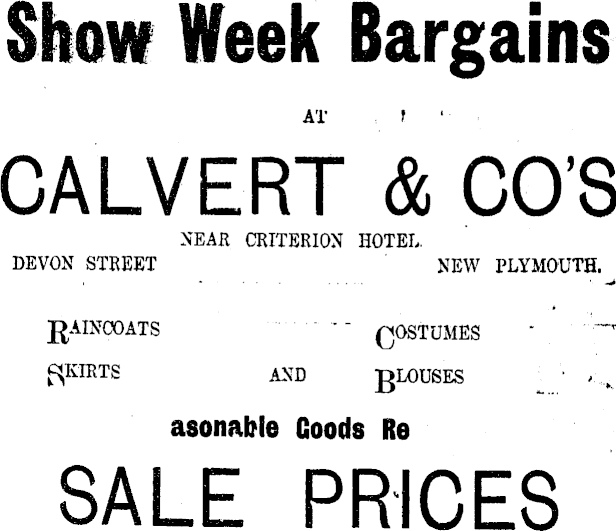 Show Week Bargains
AT
CALVERT & CO'S
NEAR CRITERION HOTEL.
DEVON STREET NEW PLYMOUTH.
RAINCOATS COSTUMES
SKIRTS AND BLOUSES
asonable Goods Re
SALE PRICES